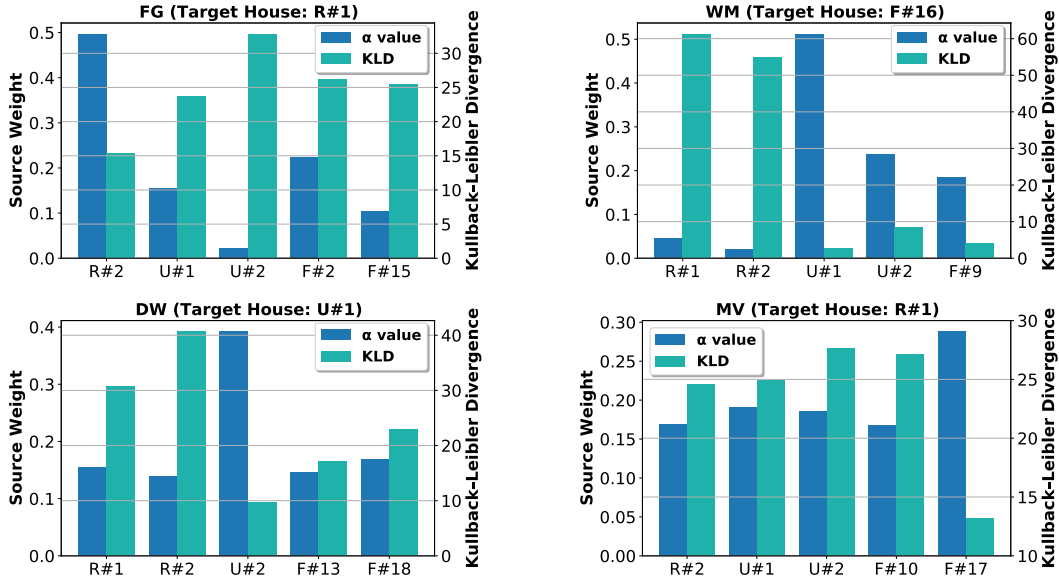 FG (Target House: R#1)
Source Weight
0.5
0.4
0.3
0.2
0.1
0.0
α value
KLD
30
25
20
15
10
5
0
Kullback–Leibler Divergence
R#2 U#1 U#2 F#2 F#15
WM (Target House: F#16)
Source Weight
0.5
0.4
0.3
0.2
0.1
0.0
α value
KLD
60
50
40
30
20
10
0
Kullback–Leibler Divergence
R#1 R#2 U#1 U#2 F#9
DW (Target House: U#1)
Source Weight
0.4
0.3
0.2
0.1
0.0
α value
KLD
40
30
20
10
0
Kullback–Leibler Divergence
R#1 R#2 U#2 F#13 F#18
MV (Target House: R#1)
Source Weight
0.30
0.25
0.20
0.15
0.10
0.05
0.00
α value
KLD
30
25
20
15
10
Kullback–Leibler Divergence
R#2 U#1 U#2 F#10 F#17